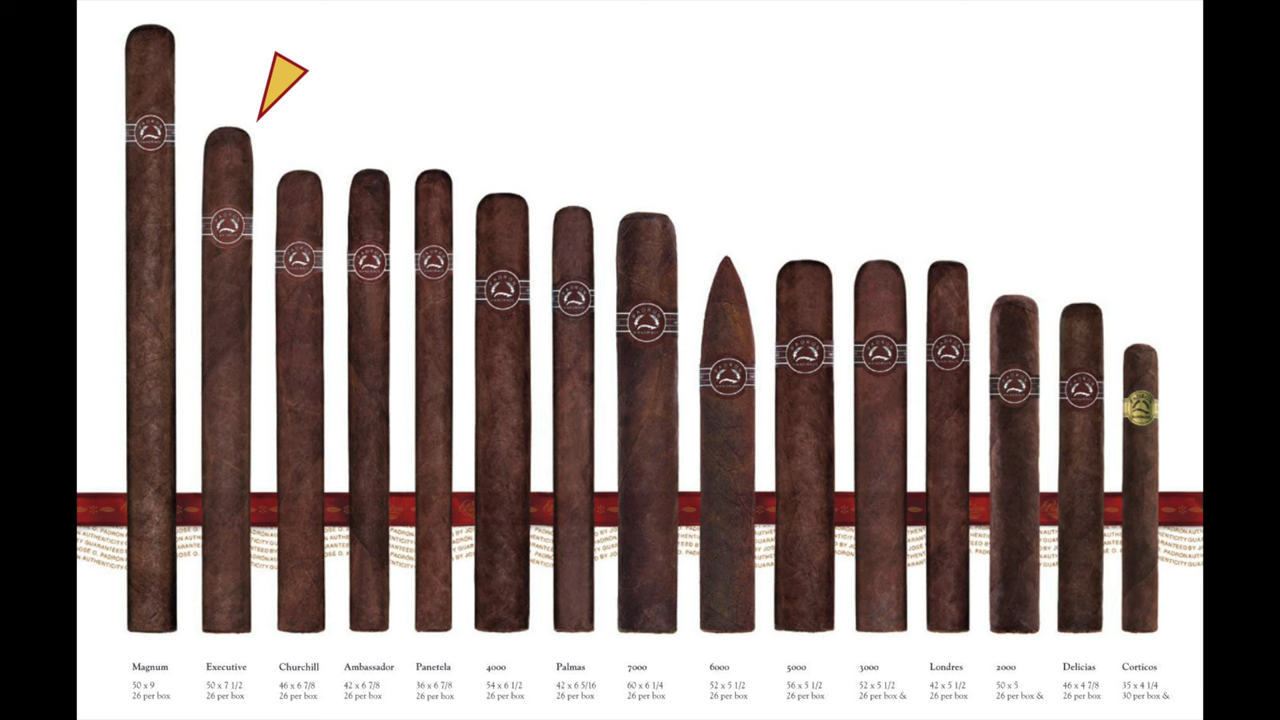 Magnum
50 x 9
26 per box
Executive
50 x 7 1/2
26 per box
Churchill
46 x 6 7/8
26 per box
Ambassador
42 x 6 7/8
26 per box
Panetela
36 x 6 7/8
26 per box
4000
54 x 6 1/2
26 per box
Palmas
42 x 6 5/16
26 per box
7000
60 x 6 1/4
26 per box
6000
52 x 5 1/2
26 per box
5000
56 x 5 1/2
26 per box
3000
52 x 5 1/2
26 per box &
Londres
42 x 5 1/2
26 per box
2000
50 x 5
26 per box &
Delicias
46 x 4 7/8
26 per box
Corticos
35 x 4 1/4
30 per box &